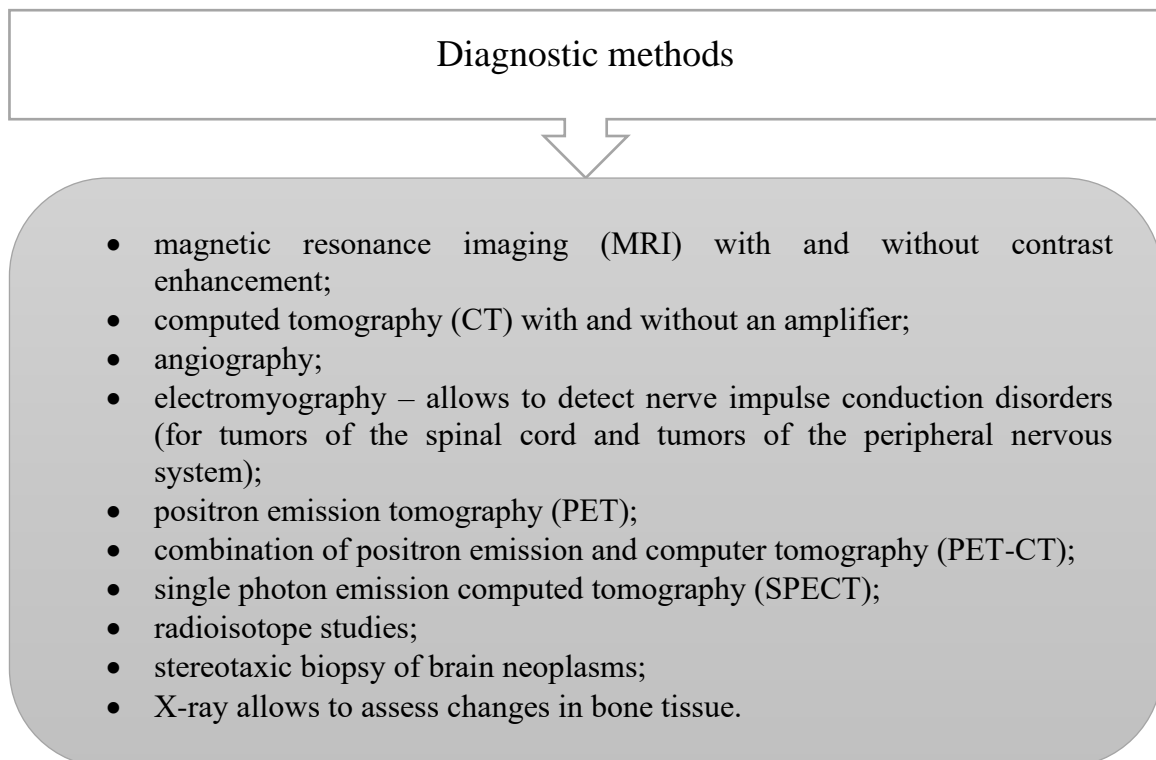 Diagnostic methods
• magnetic resonance imaging (MRI) with and without contrast
enhancement;
• computed tomography (CT) with and without an amplifier;
• angiography;
• electromyography – allows to detect nerve impulse conduction disorders
(for tumors of the spinal cord and tumors of the peripheral nervous
system);
• positron emission tomography (PET);
• combination of positron emission and computer tomography (PET-CT);
• single photon emission computed tomography (SPECT);
• radioisotope studies;
• stereotaxic biopsy of brain neoplasms;
• X-ray allows to assess changes in bone tissue.